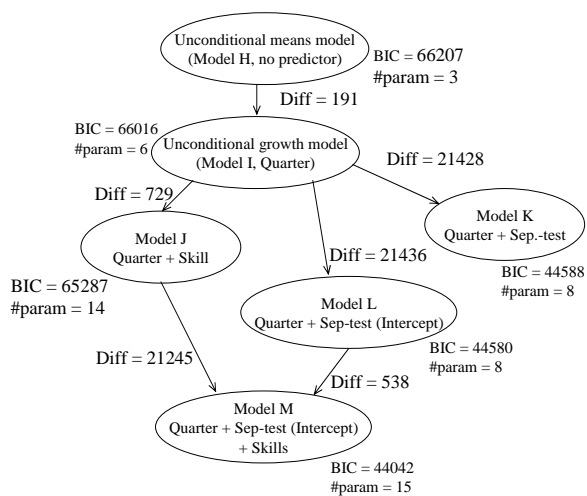 Unconditional means model
(Model H, no predictor)
BIC = 66207
#param = 3
Diff = 191
BIC = 66016
#param = 6
Unconditional growth model
(Model I, Quarter)
Diff = 21428
Diff = 729
Model J
Quarter + Skill
Model K
Quarter + Sep.-test
Diff = 21436
BIC = 65287
#param = 14
BIC = 44588
#param = 8
Model L
Quarter + Sep-test (Intercept)
Diff = 21245
BIC = 44580
#param = 8
Diff = 538
Model M
Quarter + Sep-test (Intercept)
+ Skills
BIC = 44042
#param = 15